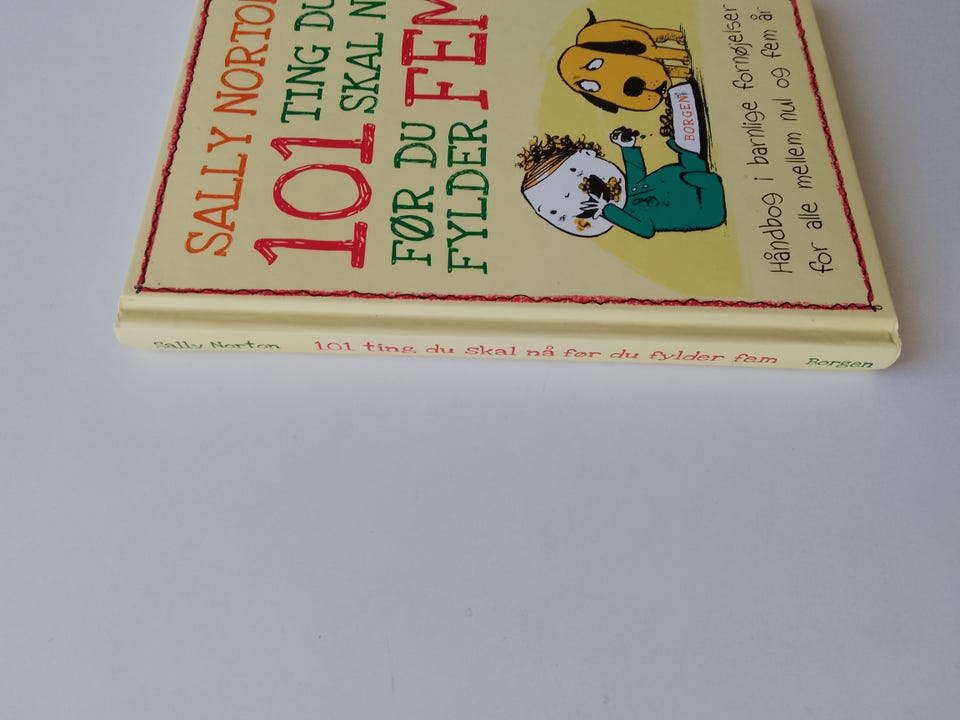 SALLY NORTON
101 TING DU
SKAL N
FØR DU
FYLDER FEM
BORGEN
Håndbog i barnlige fornøjelser
for alle mellem nul og fem år
Sally Norton 101 ting du skal nå før du fylder fem Borgen